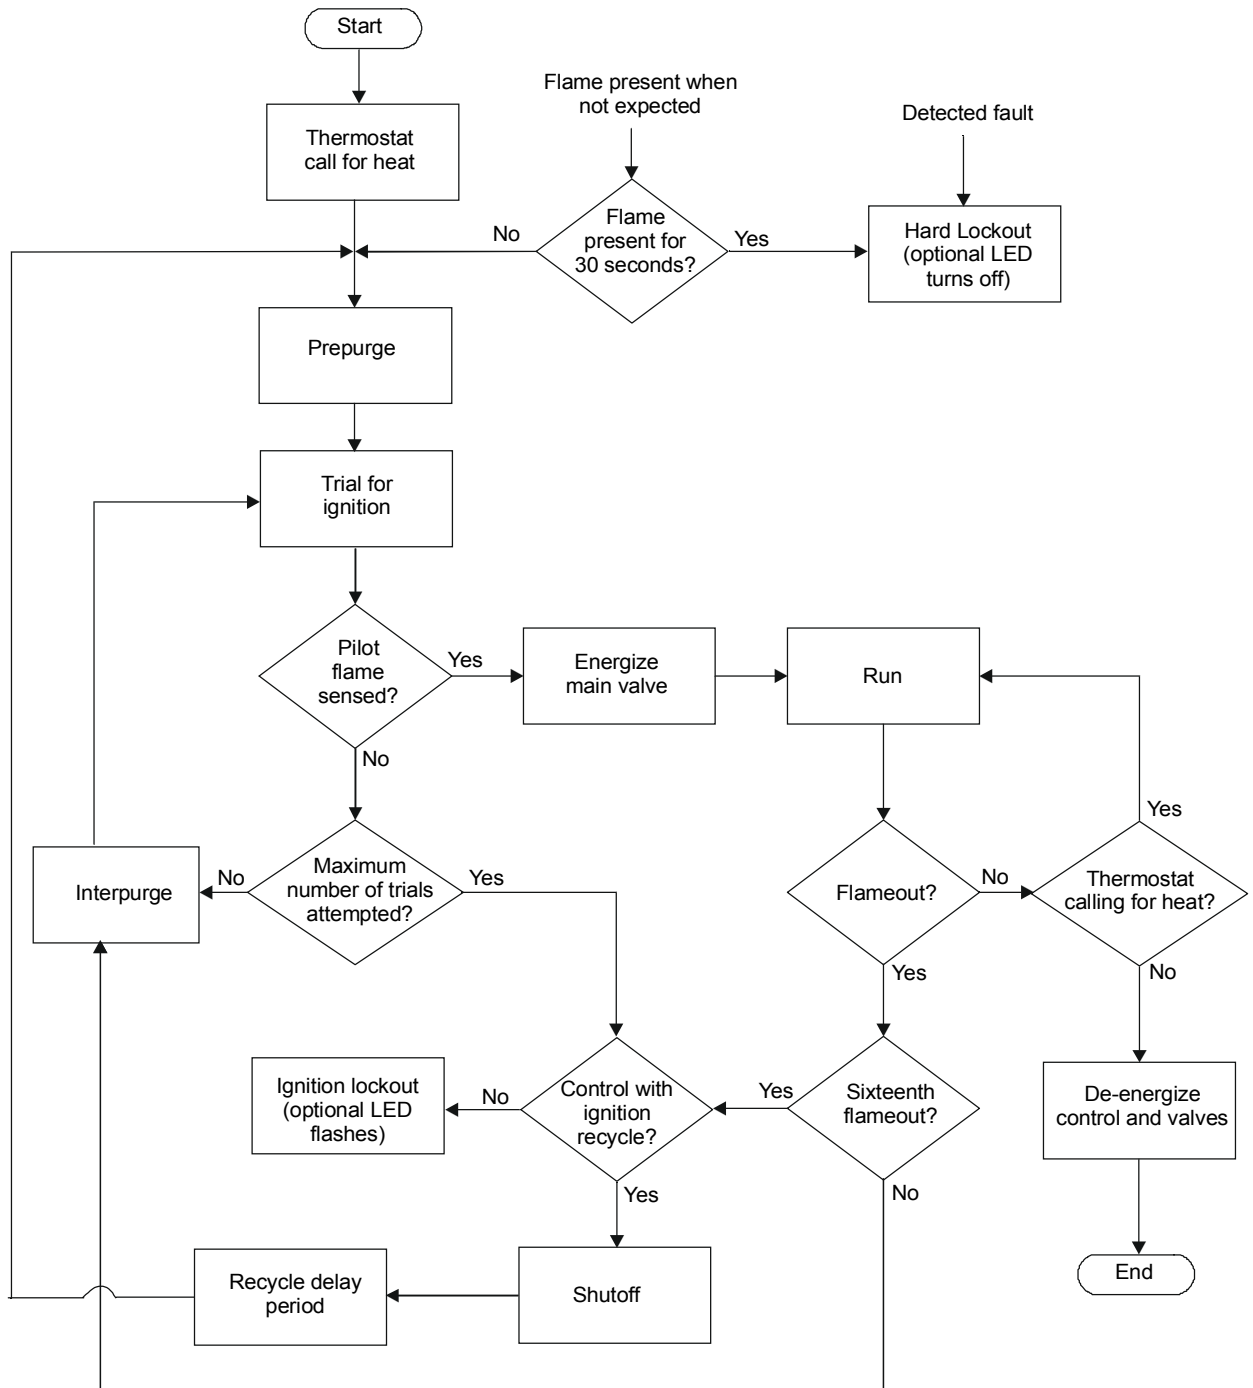 Start
Flame present when
not expected
Detected fault
Thermostat
call for heat
No
Flame
present for
30 seconds?
Yes
Hard Lockout
(optional LED
turns off)
Prepurge
Trial for
ignition
Pilot
flame
sensed?
Yes
Energize
main valve
Run
No
Yes
Interpurge
No
Maximum
number of trials
attempted?
Yes
Flameout?
No
Thermostat
calling for heat?
Yes
No
Ignition lockout
(optional LED
flashes)
No
Control with
ignition
recycle?
Yes
Sixteenth
flameout?
De-energize
control and valves
Yes
No
Recycle delay
period
Shutoff
End